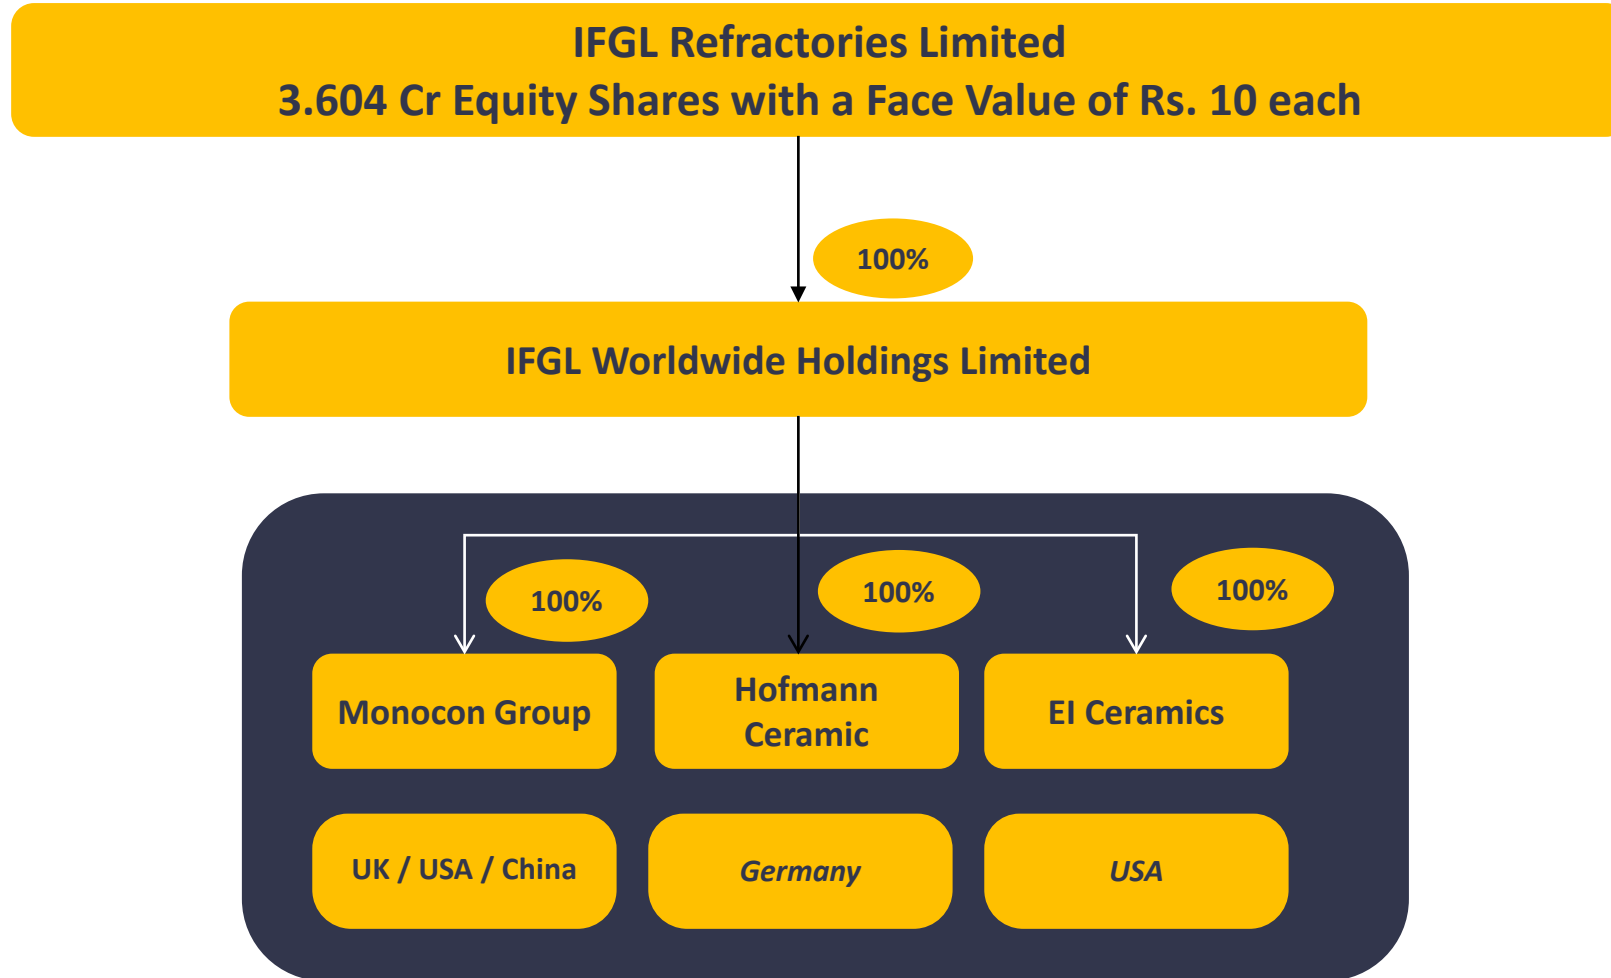 IFGL Refractories Limited
3.604 Cr Equity Shares with a Face Value of Rs. 10 each
100%
IFGL Worldwide Holdings Limited
100%
100%
100%
Monocon Group
Hofmann
Ceramic
EI Ceramics
UK / USA / China
Germany
USA